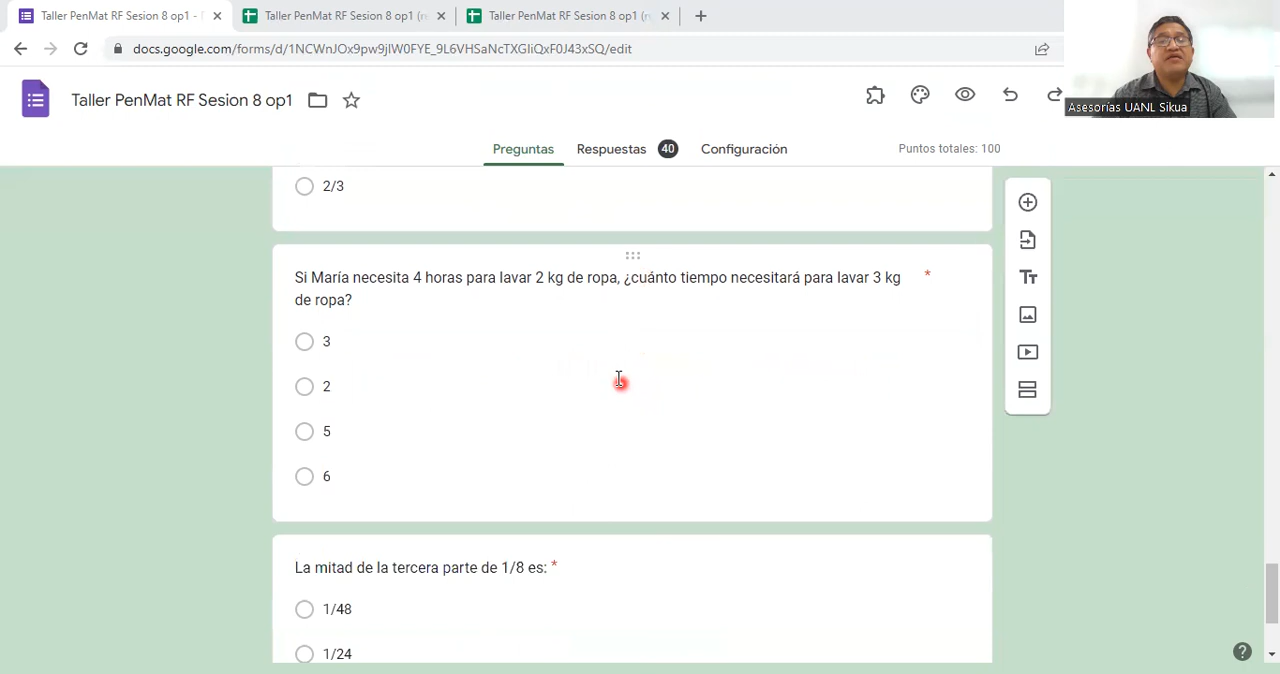 Taller PenMat RF Sesion 8 op1 -
Taller PenMat RF Sesion 8 op1 (re
Taller PenMat RF Sesion 8 op1 (re
docs.google.com/forms/d/1NCWnJOx9pw9jIW0FYE_9L6VHSaNcTXGIiQxF0J43xSQ/edit
Taller PenMat RF Sesion 8 op1
Asesorías UANL Sikua
Preguntas Respuestas 40 Configuración Puntos totales: 100
2/3
Si María necesita 4 horas para lavar 2 kg de ropa, ¿cuánto tiempo necesitará para lavar 3 kg *
de ropa?
3
2
5
6
La mitad de la tercera parte de 1/8 es: *
1/48
1/24